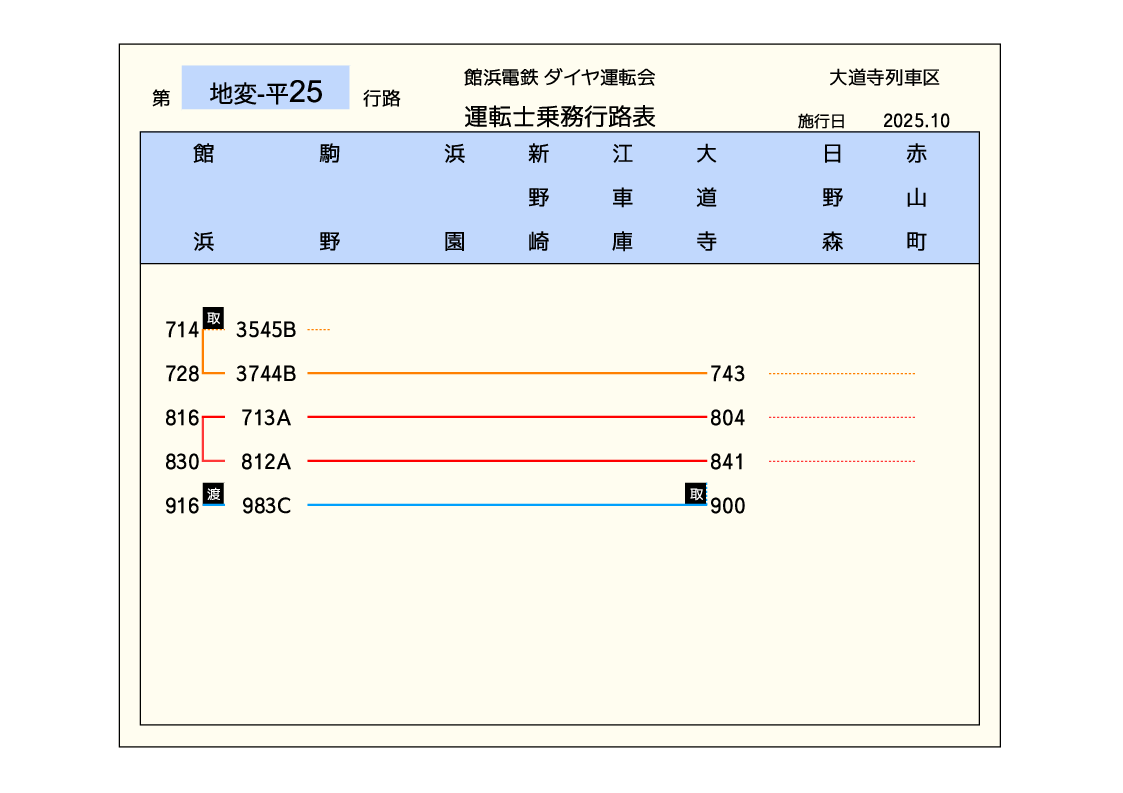 館浜電鉄 ダイヤ運転会
大道寺列車区
第 地変-平25 行路
運転士乗務行路表
施行日 2025.10
館浜 駒野 浜園 新野崎 江車庫 大道寺 日野森 赤山町
714 取 3545B
728 3744B 743
816 713A 804
830 812A 841
916 渡 983C 取 900